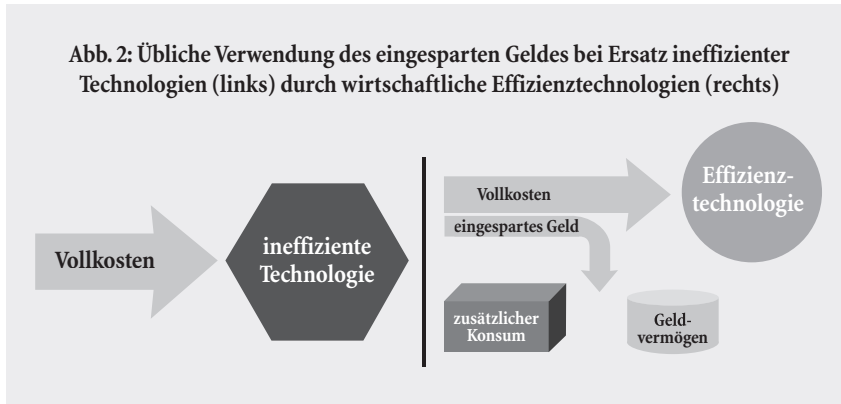 Abb. 2: Übliche Verwendung des eingesparten Geldes bei Ersatz ineffizienter
Technologien (links) durch wirtschaftliche Effizienztechnologien (rechts)
Vollkosten
ineffiziente
Technologie
Vollkosten
eingespartes Geld
Effizienz-
technologie
zusätzlicher
Konsum
Geld-
vermögen